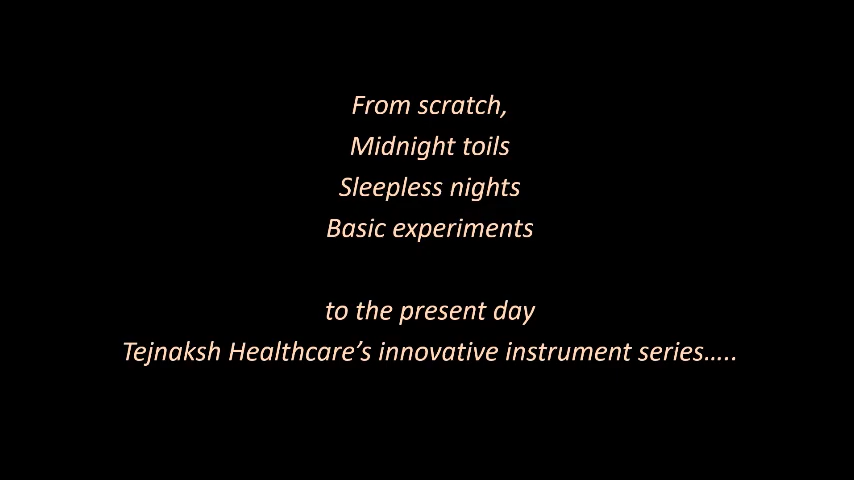 From scratch,
Midnight toils
Sleepless nights
Basic experiments
to the present day
Tejnaksh Healthcare’s innovative instrument series…..